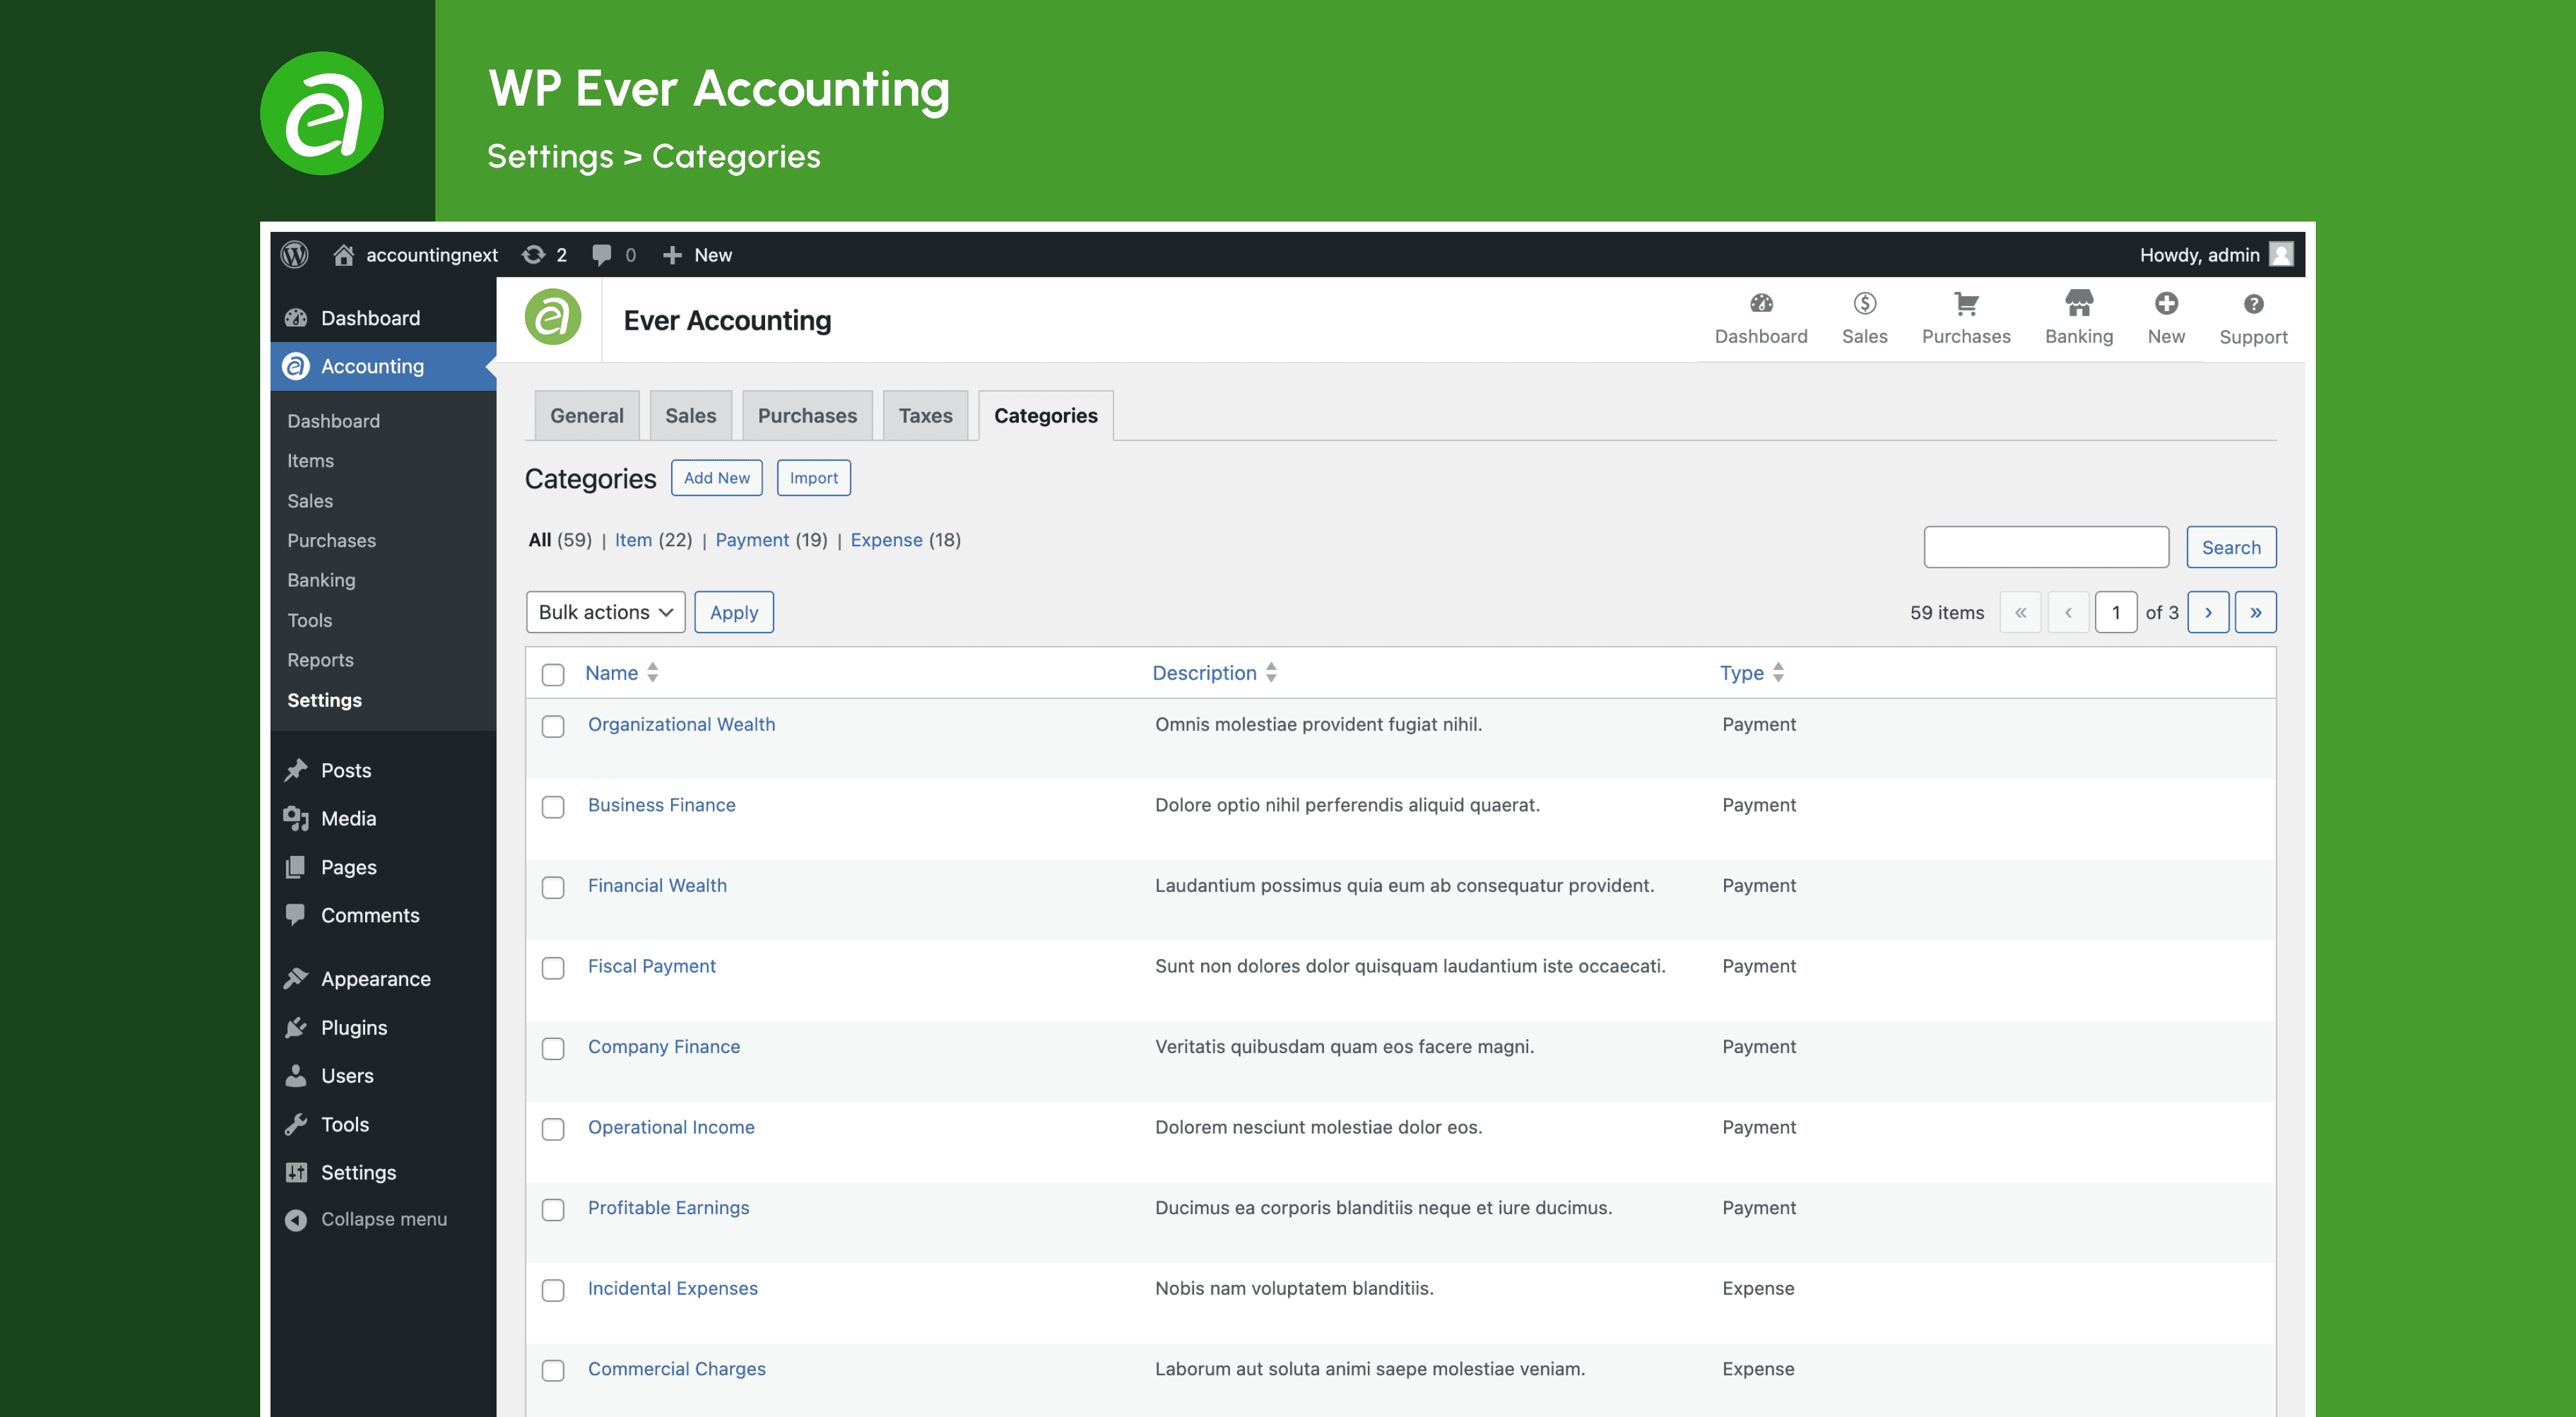 WP Ever Accounting
Settings > Categories
accountingnext 2 0 New Howdy, admin
Dashboard
Accounting
Dashboard
Items
Sales
Purchases
Banking
Tools
Reports
Settings
Posts
Media
Pages
Comments
Appearance
Plugins
Users
Tools
Settings
Collapse menu
Ever Accounting
Dashboard Sales Purchases Banking New Support
General Sales Purchases Taxes Categories
Categories Add New Import
All (59) | Item (22) | Payment (19) | Expense (18)
Search
Bulk actions Apply
59 items « ‹ 1 of 3 › »
Name Description Type
Organizational Wealth Omnis molestiae provident fugiat nihil. Payment
Business Finance Dolore optio nihil perferendis aliquid quaerat. Payment
Financial Wealth Laudantium possimus quia eum ab consequatur provident. Payment
Fiscal Payment Sunt non dolores dolor quisquam laudantium iste occaecati. Payment
Company Finance Veritatis quibusdam quam eos facere magni. Payment
Operational Income Dolorem nesciunt molestiae dolor eos. Payment
Profitable Earnings Ducimus ea corporis blanditiis neque et iure ducimus. Payment
Incidental Expenses Nobis nam voluptatem blanditiis. Expense
Commercial Charges Laborum aut soluta animi saepe molestiae veniam. Expense